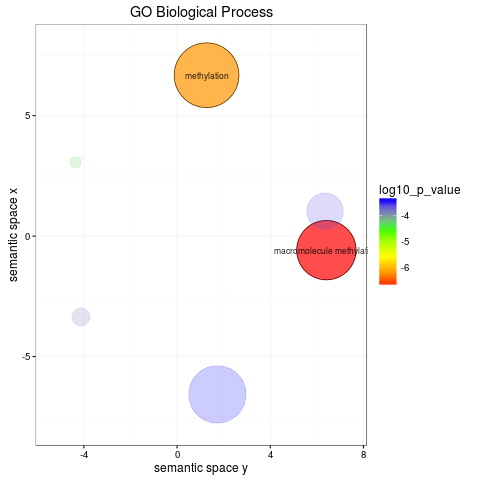 GO Biological Process
methylation
macromolecule methylati
semantic space x
5
0
-5
-4
0
4
8
semantic space y
log10_p_value
-4
-5
-6